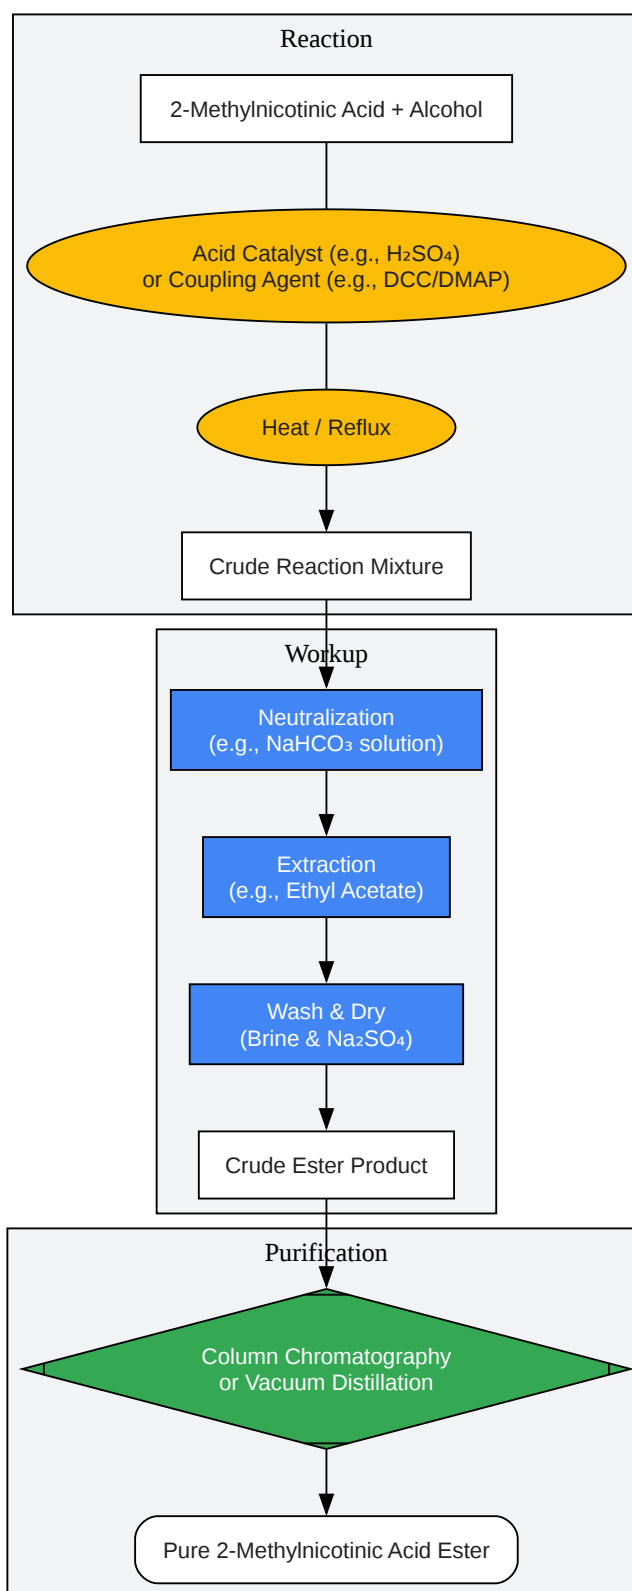 Reaction
2-Methylnicotinic Acid + Alcohol
Acid Catalyst (e.g., H₂SO₄)
or Coupling Agent (e.g., DCC/DMAP)
Heat / Reflux
Crude Reaction Mixture
Workup
Neutralization
(e.g., NaHCO₃ solution)
Extraction
(e.g., Ethyl Acetate)
Wash & Dry
(Brine & Na₂SO₄)
Crude Ester Product
Purification
Column Chromatography
or Vacuum Distillation
Pure 2-Methylnicotinic Acid Ester